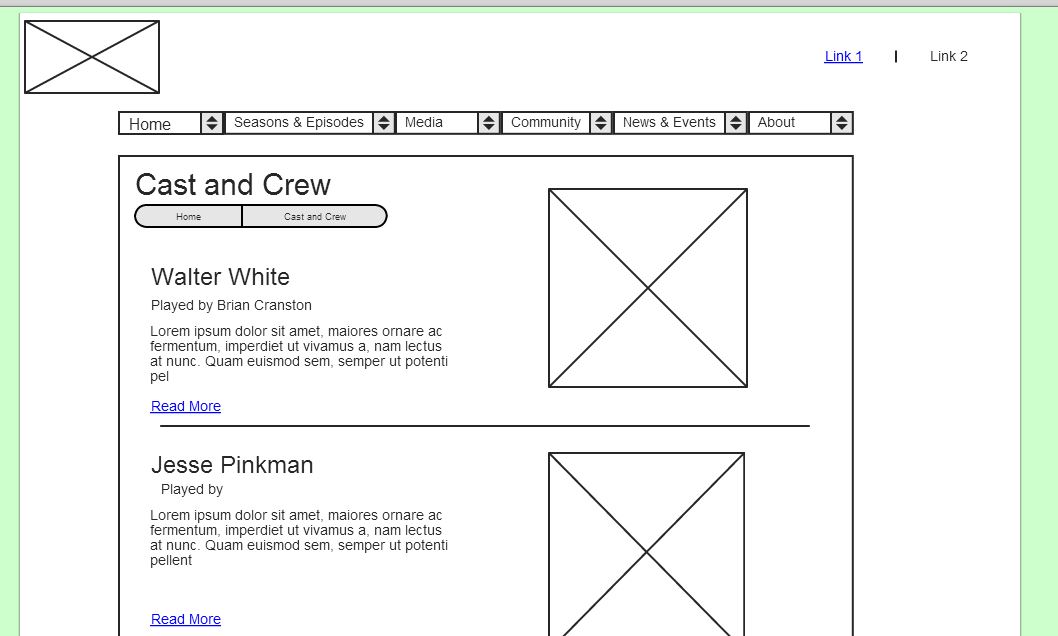 Link 1 | Link 2
Home Seasons & Episodes Media Community News & Events About
Cast and Crew
Home Cast and Crew
Walter White
Played by Brian Cranston
Lorem ipsum dolor sit amet, maiores ornare ac
fermentum, imperdiet ut vivamus a, nam lectus
at nunc. Quam euismod sem, semper ut potenti
pel
Read More
Jesse Pinkman
Played by
Lorem ipsum dolor sit amet, maiores ornare ac
fermentum, imperdiet ut vivamus a, nam lectus
at nunc. Quam euismod sem, semper ut potenti
pellent
Read More